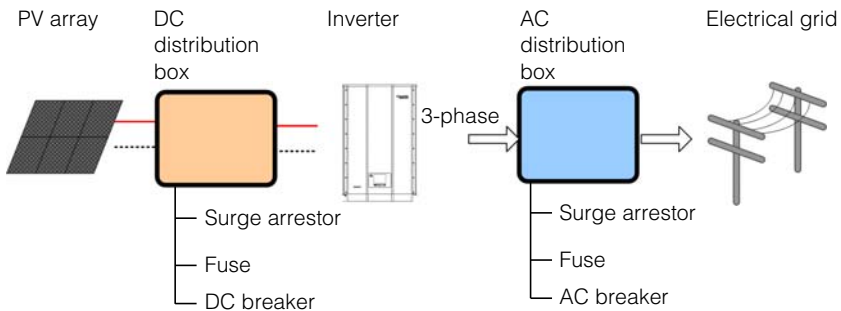 PV array
DC
distribution
box
Inverter
AC
distribution
box
Electrical grid
3-phase
Surge arrestor
Fuse
DC breaker
Surge arrestor
Fuse
AC breaker